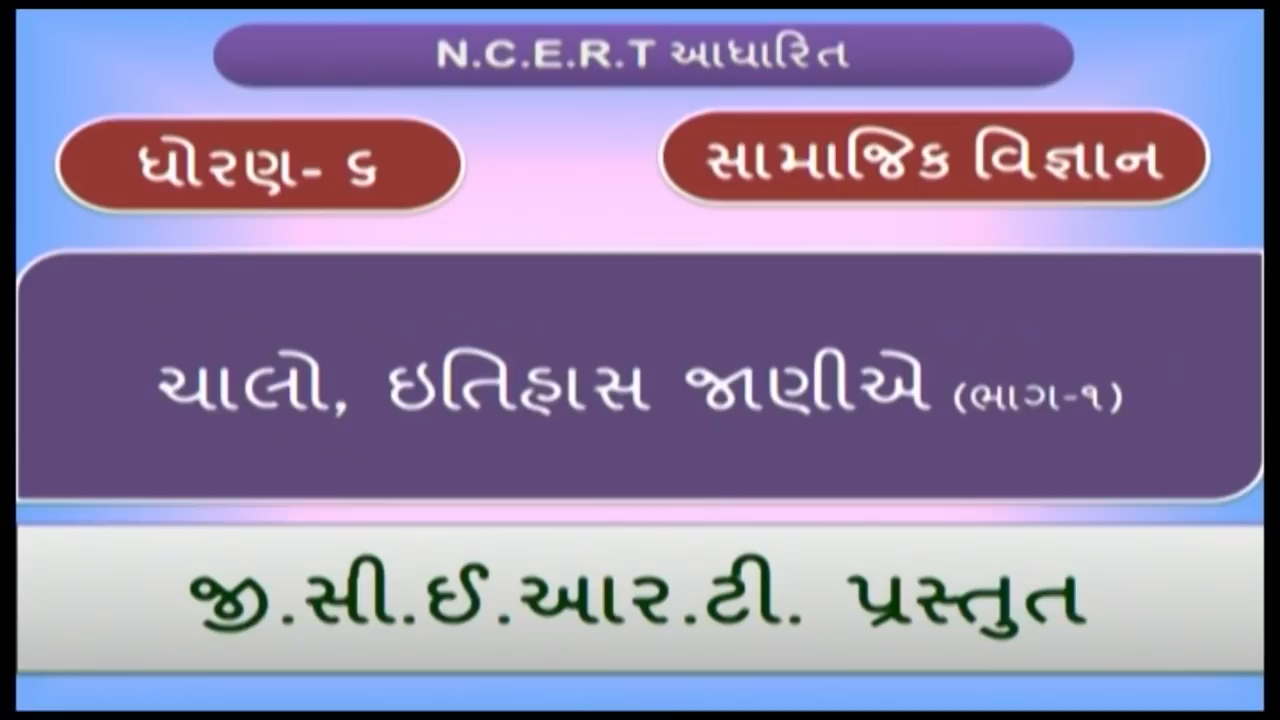 N.C.E.R.T આધારિત
ધોરણ- ૬
સામાજિક વિજ્ઞાન
ચાલો, ઇતિહાસ જાણીએ (ભાગ-૧)
જી.સી.ઈ.આર.ટી. પ્રસ્તુત